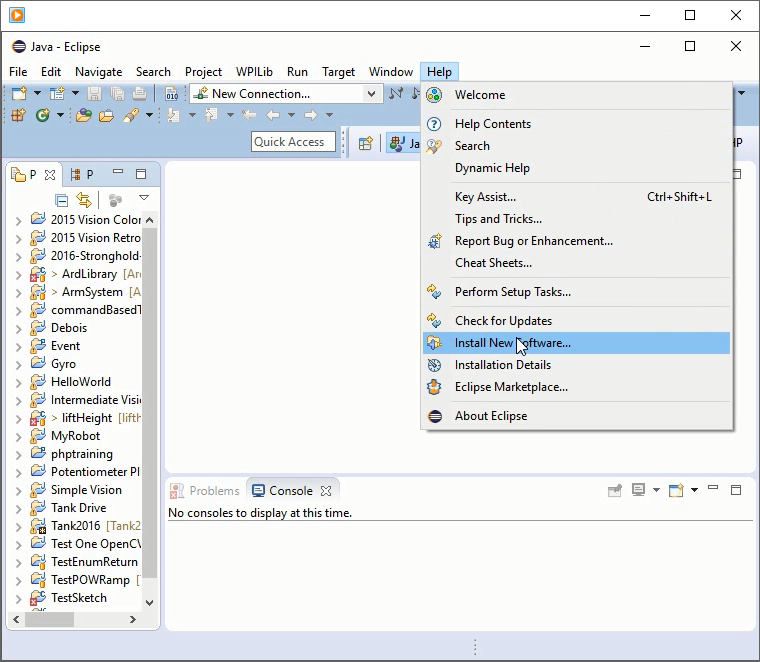 Java - Eclipse
File Edit Navigate Search Project WPILib Run Target Window Help
New Connection...
010
Quick Access
Ja
HP
Welcome
Help Contents
Search
Dynamic Help
Key Assist... Ctrl+Shift+L
Tips and Tricks...
Report Bug or Enhancement...
Cheat Sheets...
Perform Setup Tasks...
Check for Updates
Install New Software...
Installation Details
Eclipse Marketplace...
About Eclipse
P P
2015 Vision Color
2015 Vision Retro
2016-Stronghold-
> ArdLibrary [Ard
> ArmSystem [A
commandBasedT
Debois
Event
Gyro
HelloWorld
Intermediate Visi
> liftHeight [lifth
MyRobot
phptraining
Potentiometer PI
Simple Vision
Tank Drive
Tank2016 [Tank2
Test One OpenCV
TestEnumReturn
TestPOWRamp [
TestSketch
Problems Console
No consoles to display at this time.